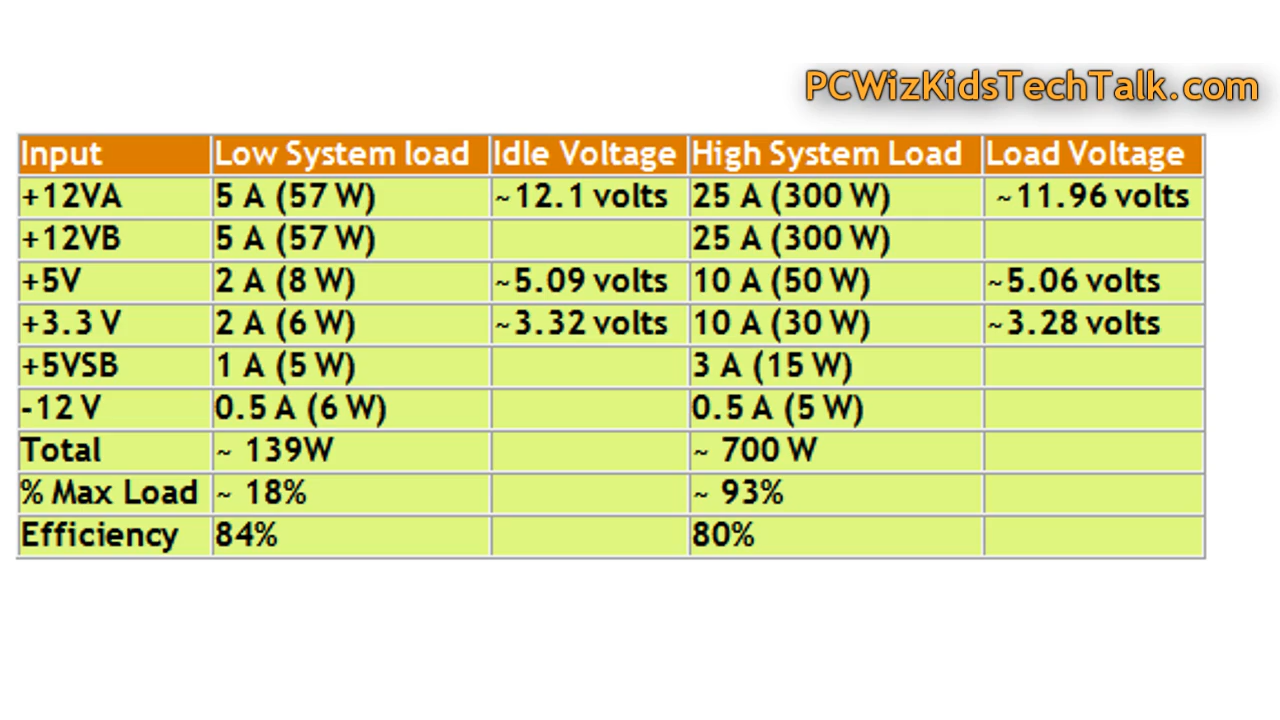 PCWizKidsTechTalk.com
Input Low System load Idle Voltage High System Load Load Voltage
+12VA 5 A (57 W) ~12.1 volts 25 A (300 W) ~11.96 volts
+12VB 5 A (57 W) 25 A (300 W)
+5V 2 A (8 W) ~5.09 volts 10 A (50 W) ~5.06 volts
+3.3 V 2 A (6 W) ~3.32 volts 10 A (30 W) ~3.28 volts
+5VSB 1 A (5 W) 3 A (15 W)
-12 V 0.5 A (6 W) 0.5 A (5 W)
Total ~ 139W ~ 700 W
% Max Load ~ 18% ~ 93%
Efficiency 84% 80%